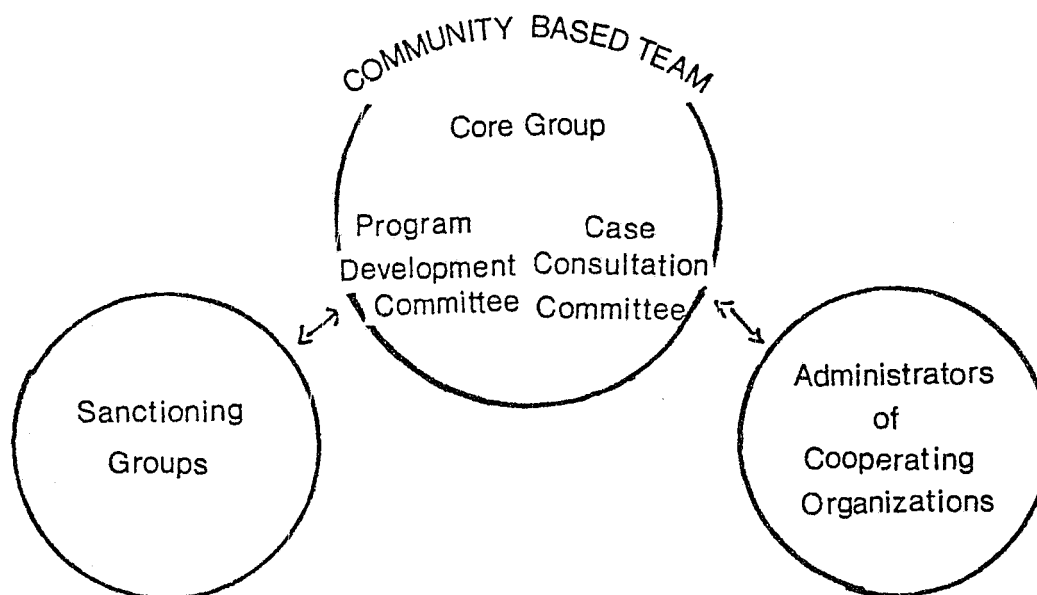 COMMUNITY BASED TEAM
Core Group
Program
Development
Committee
Case
Consultation
Committee
Sanctioning
Groups
Administrators
of
Cooperating
Organizations